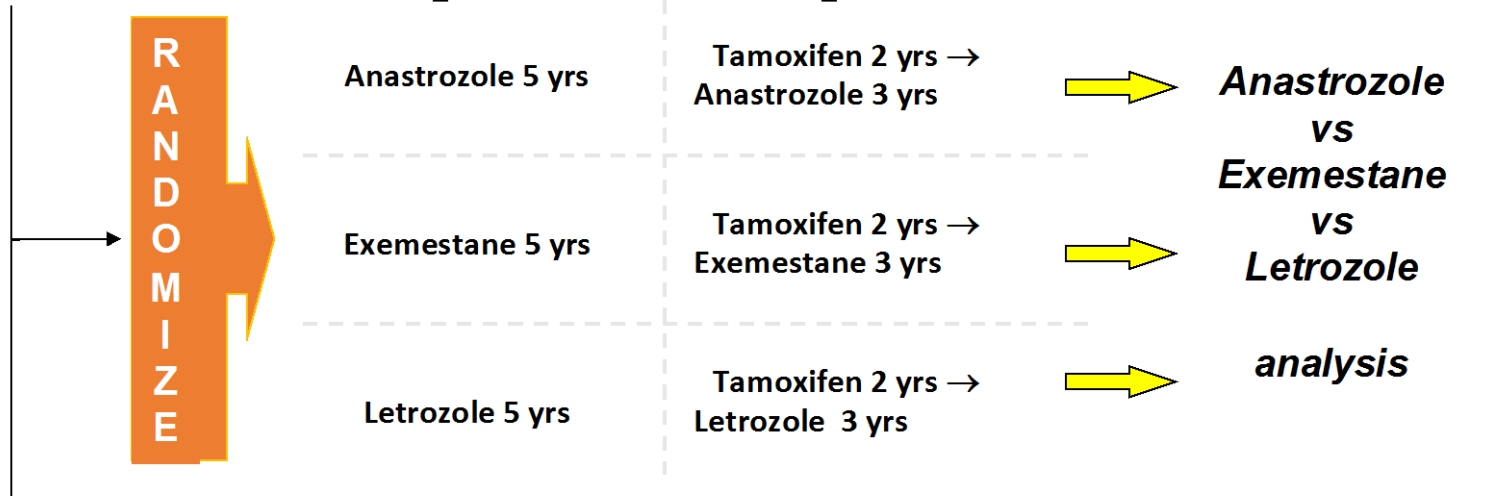 RANDOMIZE
Anastrozole 5 yrs
Tamoxifen 2 yrs →
Anastrozole 3 yrs
Exemestane 5 yrs
Tamoxifen 2 yrs →
Exemestane 3 yrs
Letrozole 5 yrs
Tamoxifen 2 yrs →
Letrozole 3 yrs
Anastrozole
vs
Exemestane
vs
Letrozole
analysis